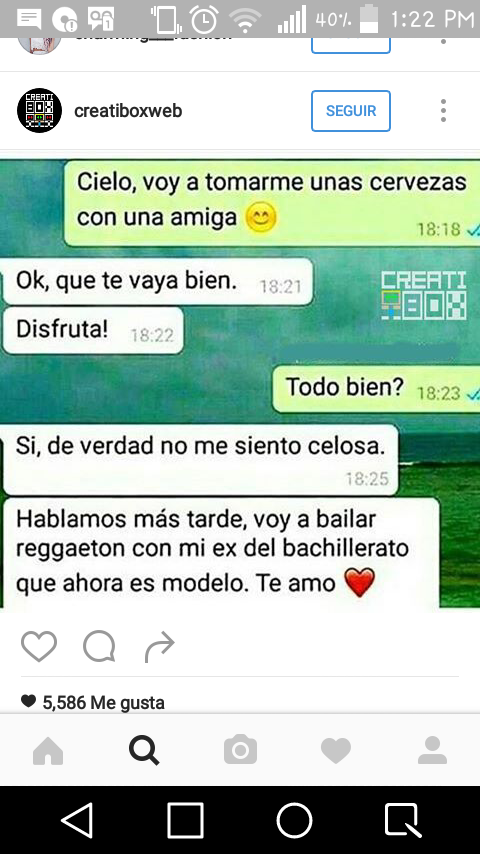 40% 1:22 PM
creatiboxweb
SEGUIR
CREATI
BOX
Cielo, voy a tomarme unas cervezas
con una amiga 😊
18:18
Ok, que te vaya bien. 18:21
CREATI
BOX
Disfruta! 18:22
Todo bien? 18:23
Si, de verdad no me siento celosa.
18:25
Hablamos más tarde, voy a bailar
reggaeton con mi ex del bachillerato
que ahora es modelo. Te amo ❤️
5,586 Me gusta